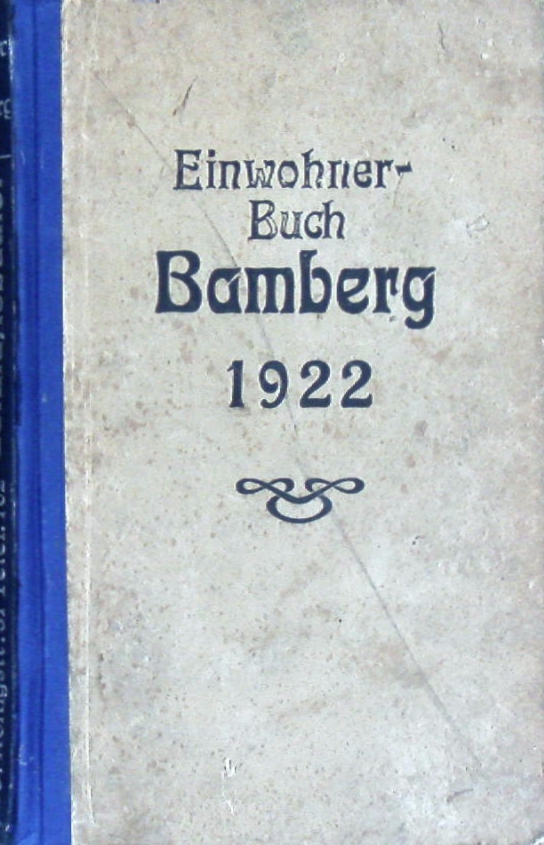 Einwohner-
Buch
Bamberg
1922